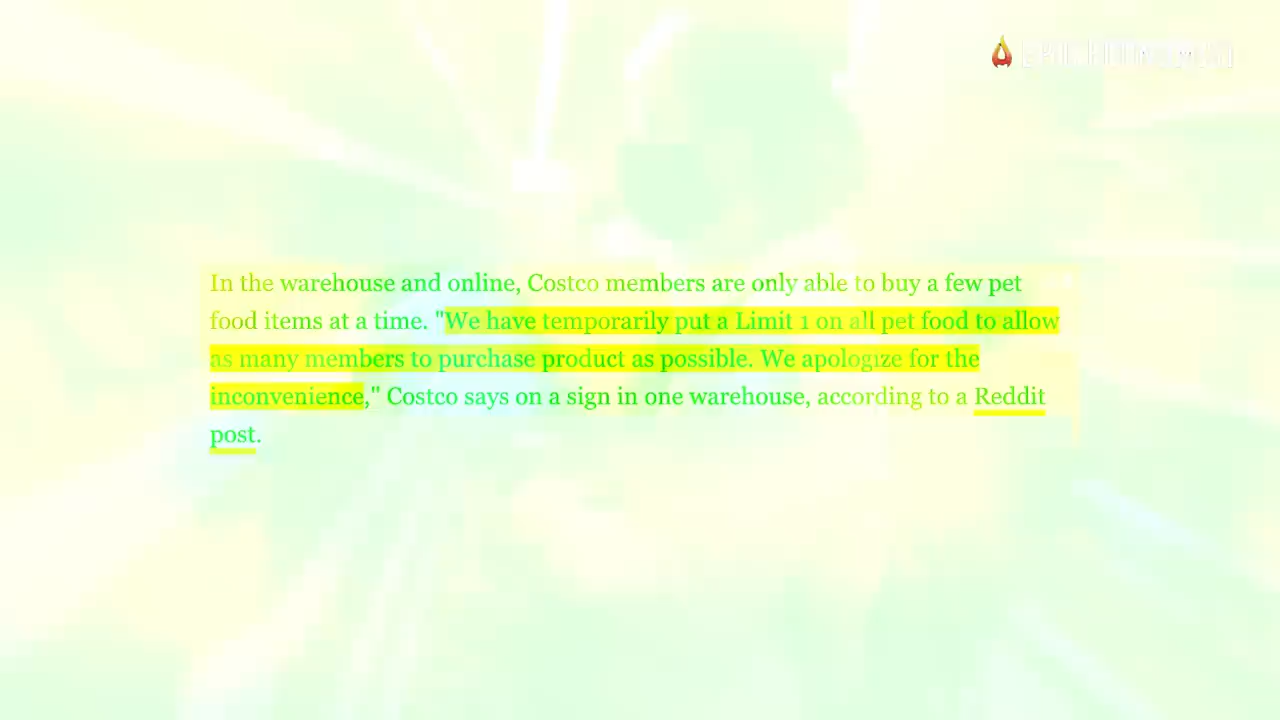 In the warehouse and online, Costco members are only able to buy a few pet
food items at a time. "We have temporarily put a Limit 1 on all pet food to allow
as many members to purchase product as possible. We apologize for the
inconvenience," Costco says on a sign in one warehouse, according to a Reddit
post.